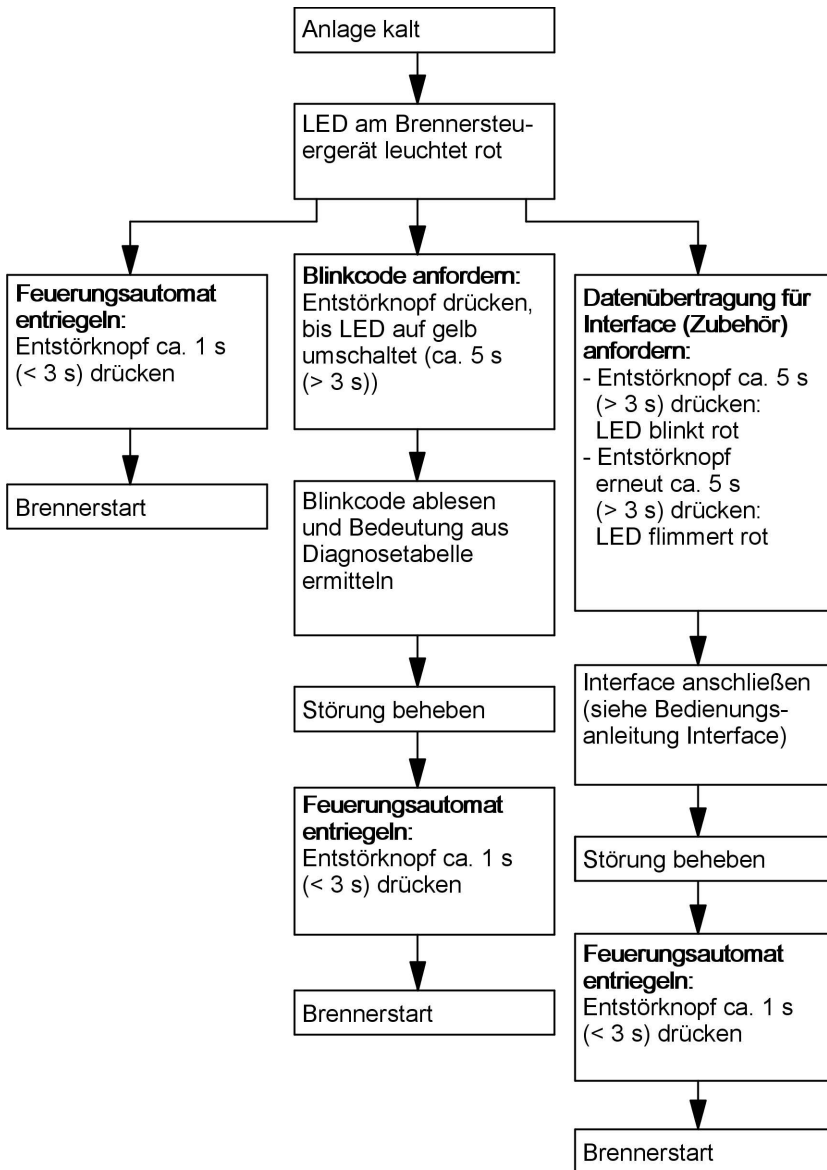 Anlage kalt
LED am Brennersteu-
ergerät leuchtet rot
Feuerungsautomat
entriegeln:
Entstörknopf ca. 1 s
(< 3 s) drücken
Brennerstart
Blinkcode anfordern:
Entstörknopf drücken,
bis LED auf gelb
umschaltet (ca. 5 s
(> 3 s))
Blinkcode ablesen
und Bedeutung aus
Diagnosetabelle
ermitteln
Störung beheben
Feuerungsautomat
entriegeln:
Entstörknopf ca. 1 s
(< 3 s) drücken
Brennerstart
Datenübertragung für
Interface (Zubehör)
anfordern:
- Entstörknopf ca. 5 s
(> 3 s) drücken:
LED blinkt rot
- Entstörknopf
erneut ca. 5 s
(> 3 s) drücken:
LED flimmert rot
Interface anschließen
(siehe Bedienungs-
anleitung Interface)
Störung beheben
Feuerungsautomat
entriegeln:
Entstörknopf ca. 1 s
(< 3 s) drücken
Brennerstart